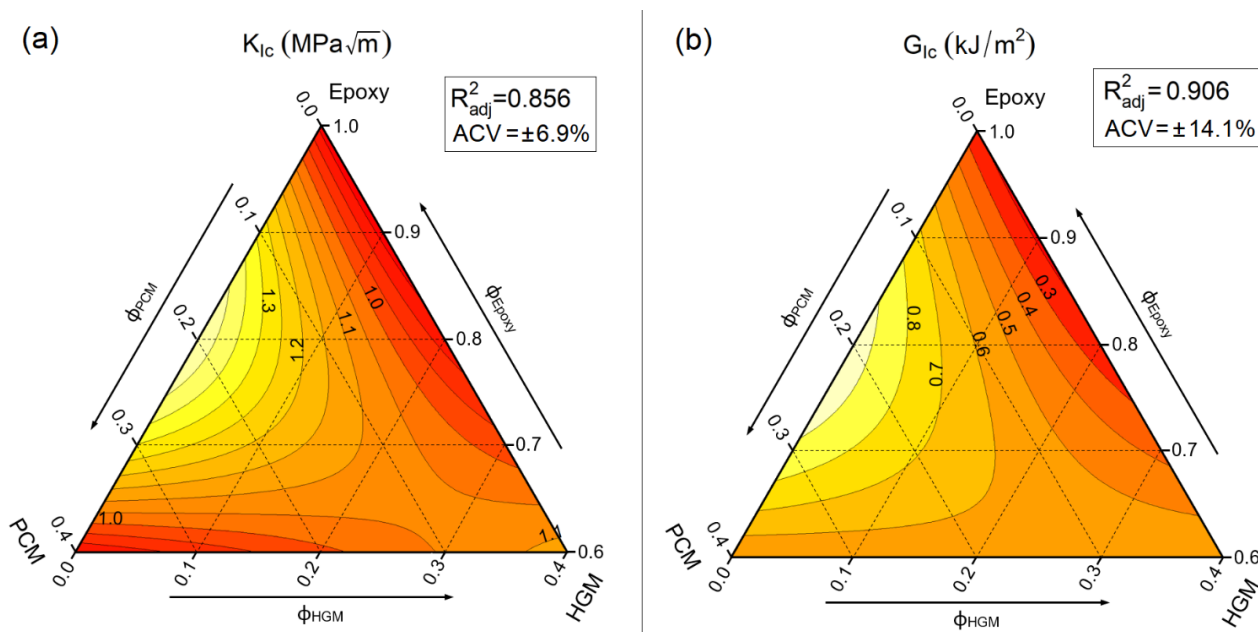 (a)
K_Ic (MPa√m)
R²_adj=0.856
ACV=±6.9%
Epoxy
0.0
1.0
0.1
0.9
ϕ_PCM
1.3
1.0
ϕ_Epoxy
0.2
1.1
0.8
1.2
0.3
0.7
1.0
1.1
PCM
0.4
0.6
0.0
0.1
0.2
0.3
0.4
HGM
ϕ_HGM
(b)
G_Ic (kJ/m²)
R²_adj=0.906
ACV=±14.1%
Epoxy
0.0
1.0
0.1
0.9
ϕ_PCM
0.3
ϕ_Epoxy
0.8
0.4
0.5
0.2
0.6
0.8
0.7
0.3
0.7
PCM
0.4
0.6
0.0
0.1
0.2
0.3
0.4
HGM
ϕ_HGM